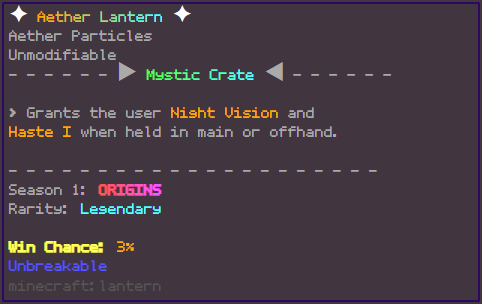 ✦ Aether Lantern ✦
Aether Particles
Unmodifiable
- - - - - - ▶ Mystic Crate ◀ - - - - - -
> Grants the user Night Vision and
Haste I when held in main or offhand.
- - - - - - - - - - - - - - - - - - - - - -
Season 1: ORIGINS
Rarity: Legendary
Win Chance: 3%
Unbreakable
minecraft:lantern